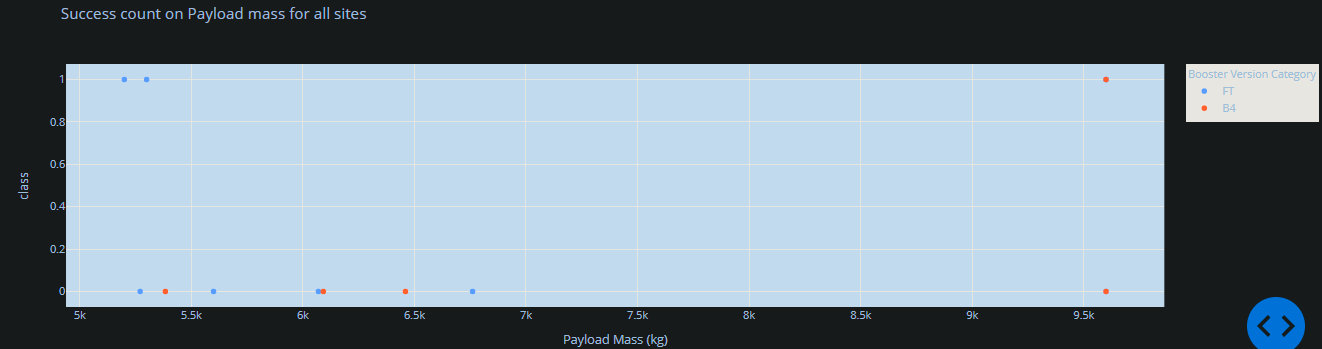 Success count on Payload mass for all sites
Booster Version Category
FT
B4
class
1
0.8
0.6
0.4
0.2
0
5k 5.5k 6k 6.5k 7k 7.5k 8k 8.5k 9k 9.5k
Payload Mass (kg)